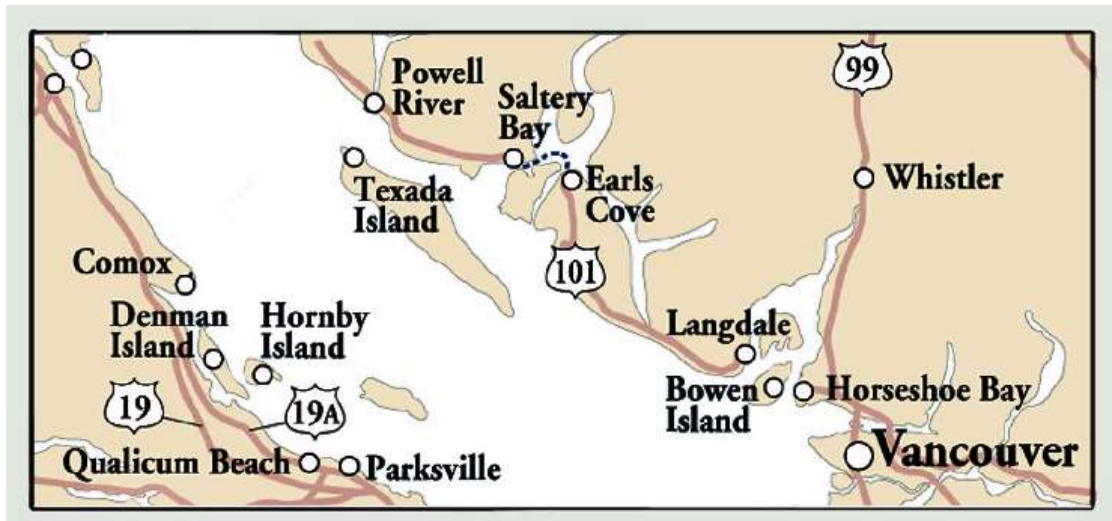 99
Powell
River
Saltery
Bay
Texada
Island
Earls
Cove
Whistler
101
Comox
Denman
Island
Hornby
Island
Langdale
Bowen
Island
Horseshoe Bay
19
19A
Qualicum Beach
Parksville
Vancouver